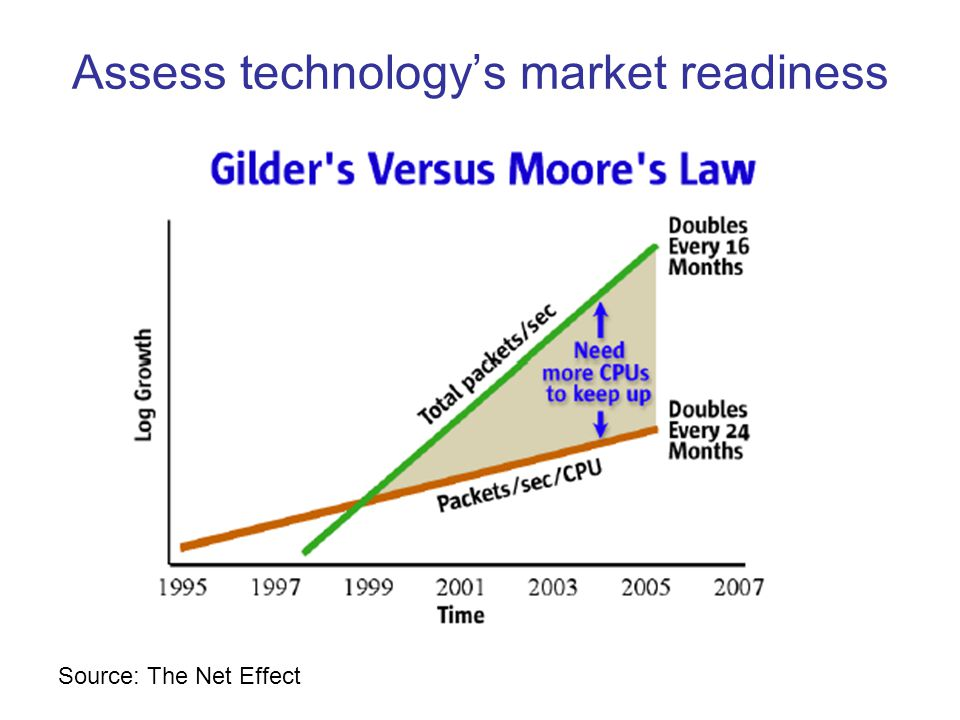 Assess technology’s market readiness
Gilder's Versus Moore's Law
Doubles
Every 16
Months
Total packets/sec
Need
more CPUs
to keep up
Log Growth
Doubles
Every 24
Months
Packets/sec/CPU
1995 1997 1999 2001 2003 2005 2007
Time
Source: The Net Effect